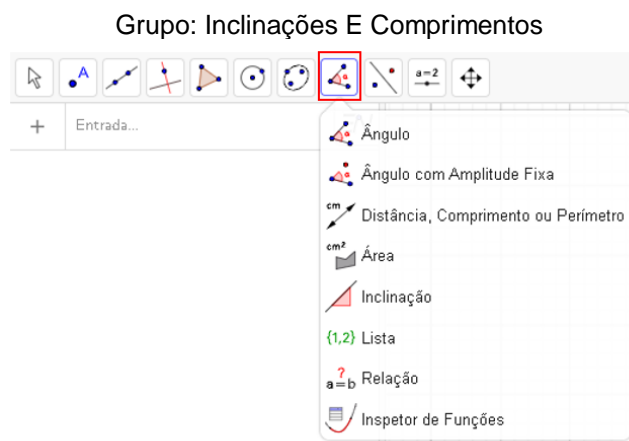 Grupo: Inclinações E Comprimentos
A
a=2
+ Entrada...
Ângulo
Ângulo com Amplitude Fixa
cm Distância, Comprimento ou Perímetro
cm² Área
Inclinação
{1,2} Lista
a?=b Relação
Inspetor de Funções